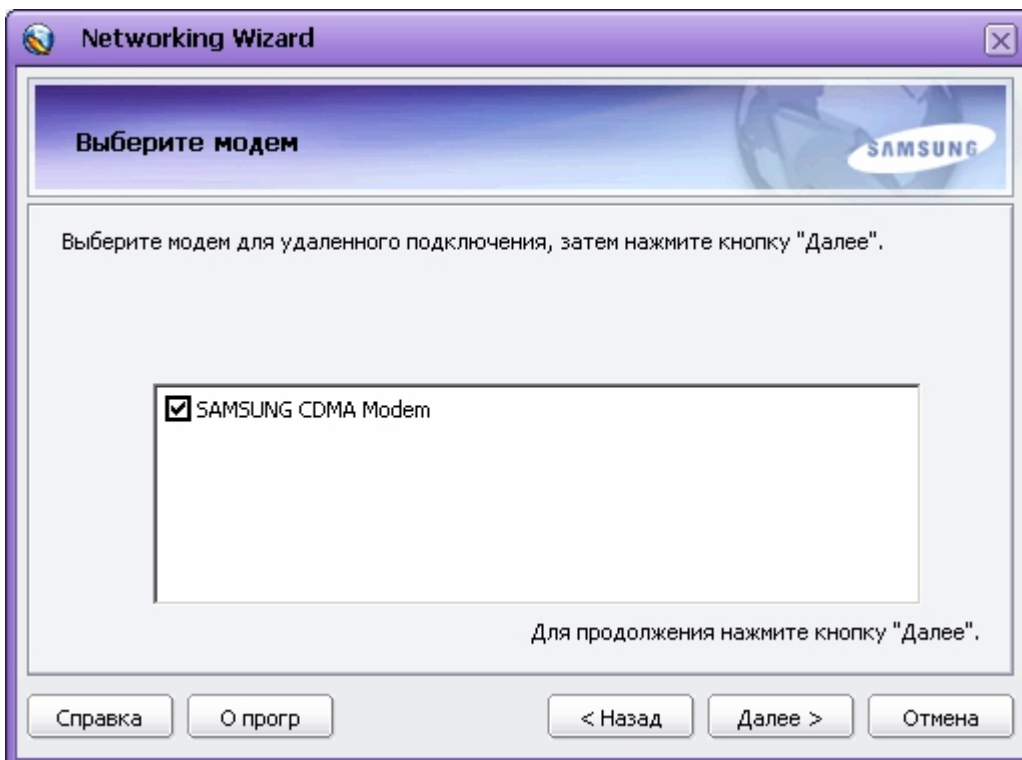 Networking Wizard
Выберите модем
SAMSUNG
Выберите модем для удаленного подключения, затем нажмите кнопку "Далее".
SAMSUNG CDMA Modem
Для продолжения нажмите кнопку "Далее".
Справка О прогр < Назад Далее > Отмена